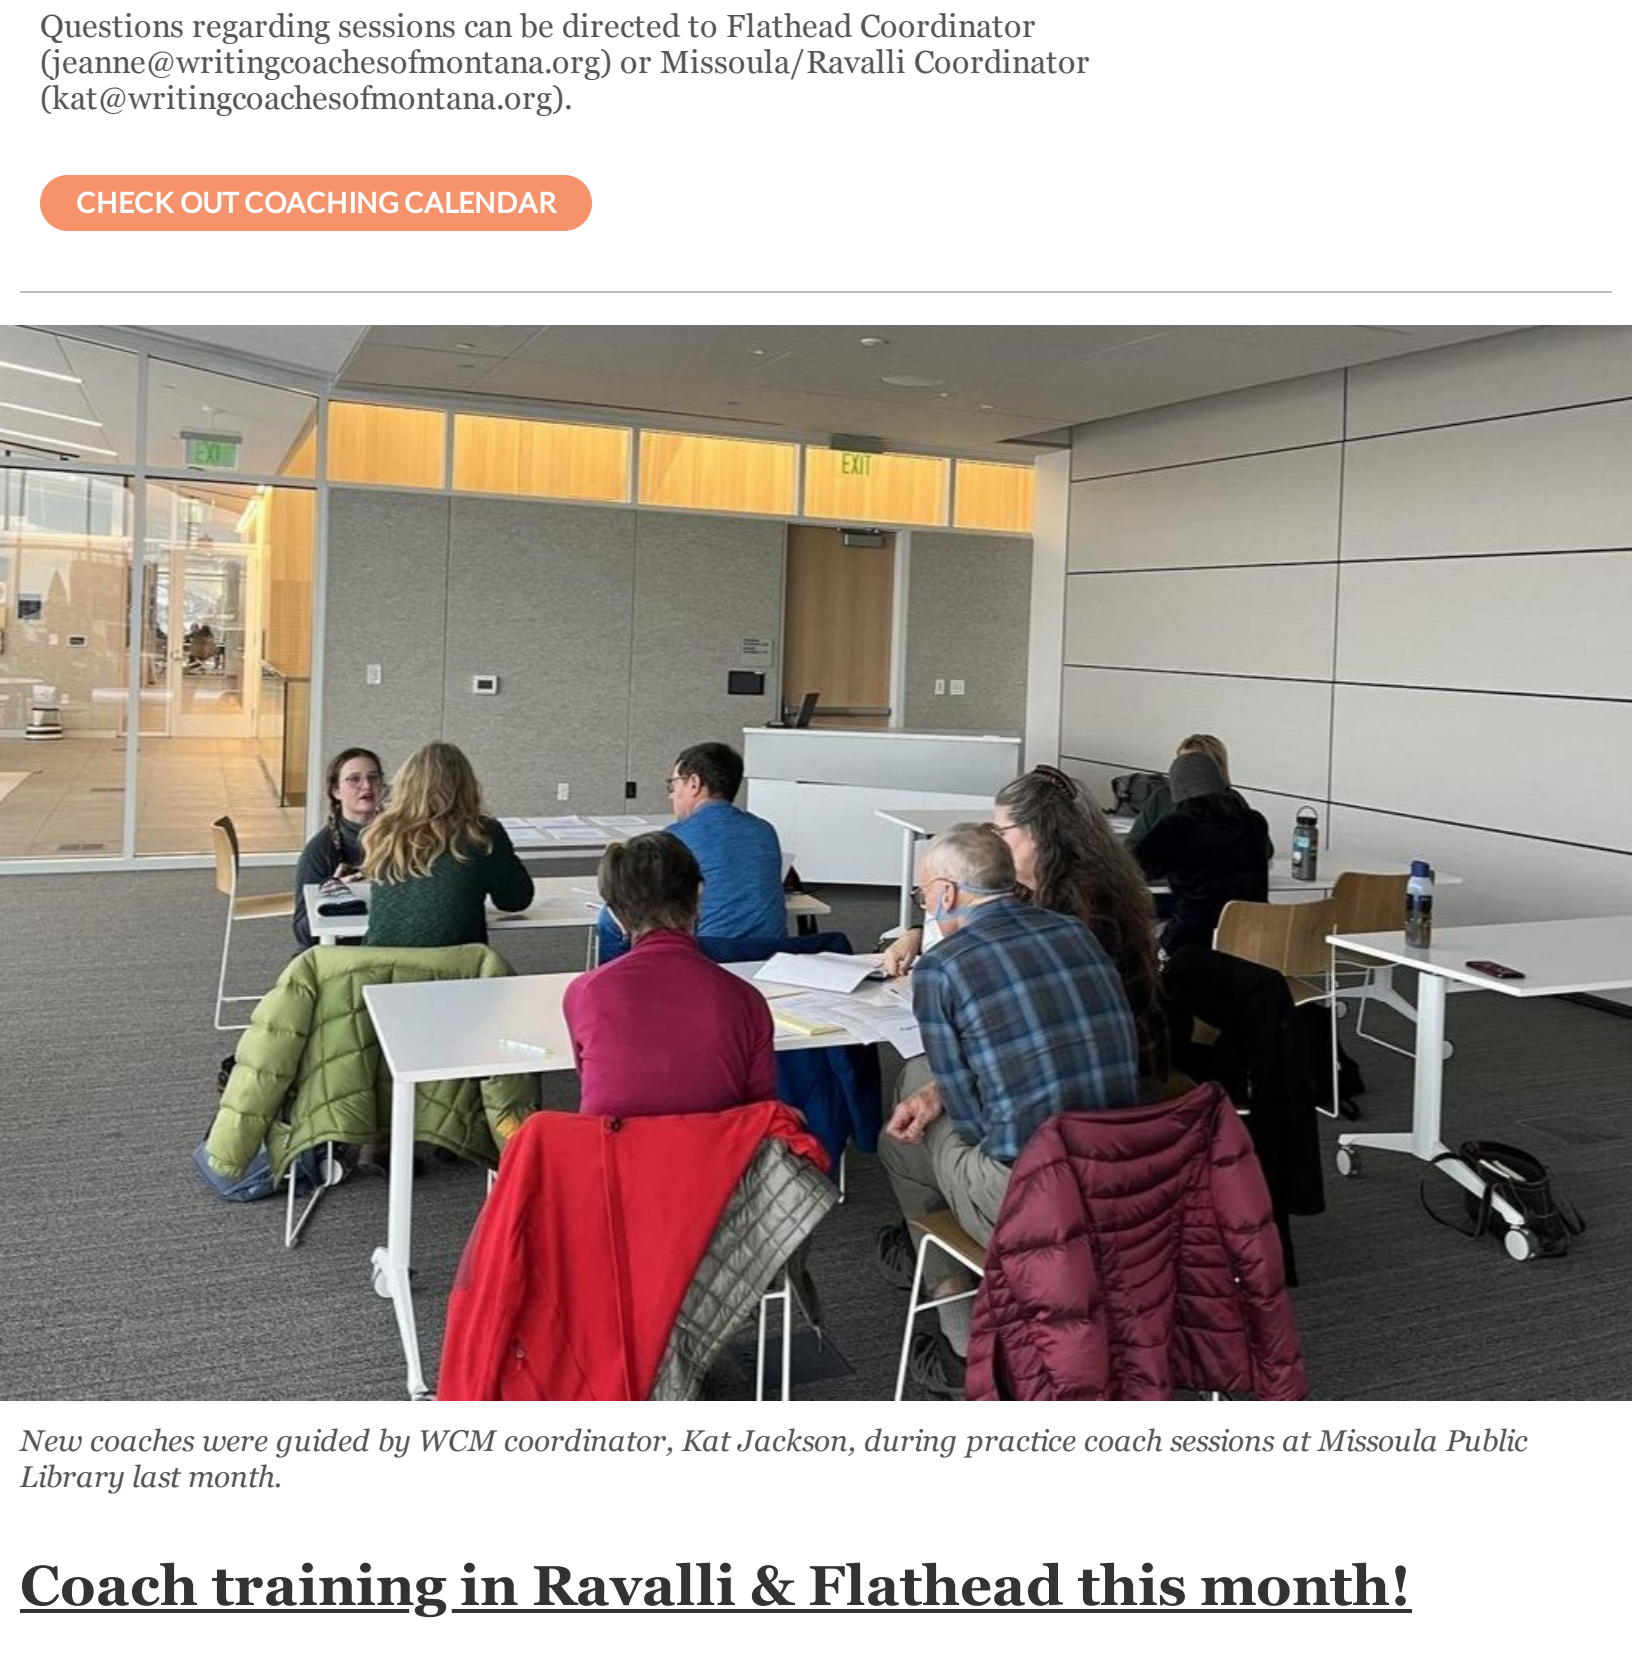 Questions regarding sessions can be directed to Flathead Coordinator
(jeanne@writingcoachesofmontana.org) or Missoula/Ravalli Coordinator
(kat@writingcoachesofmontana.org).
CHECK OUT COACHING CALENDAR
EXIT
EXIT
New coaches were guided by WCM coordinator, Kat Jackson, during practice coach sessions at Missoula Public
Library last month.
Coach training in Ravalli & Flathead this month!